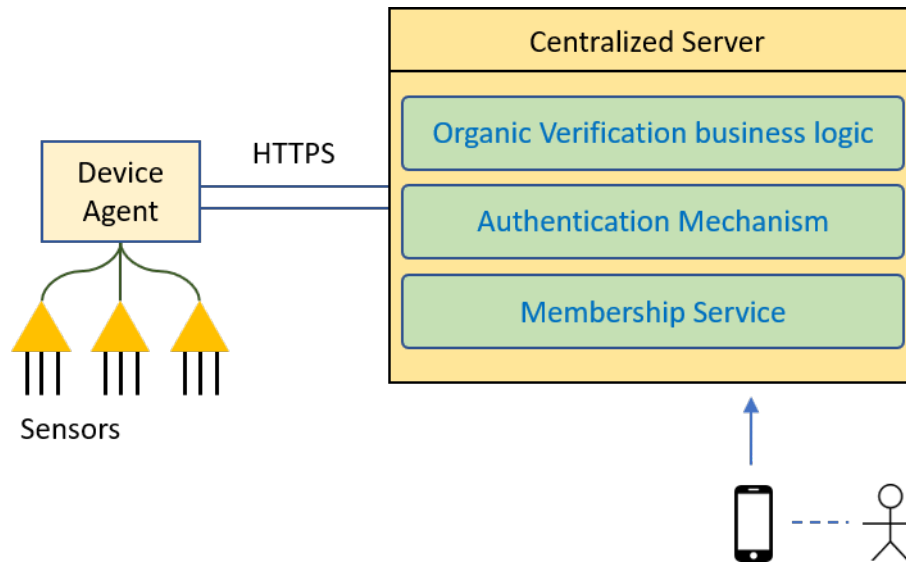 Centralized Server
Organic Verification business logic
HTTPS
Device
Agent
Authentication Mechanism
Membership Service
Sensors